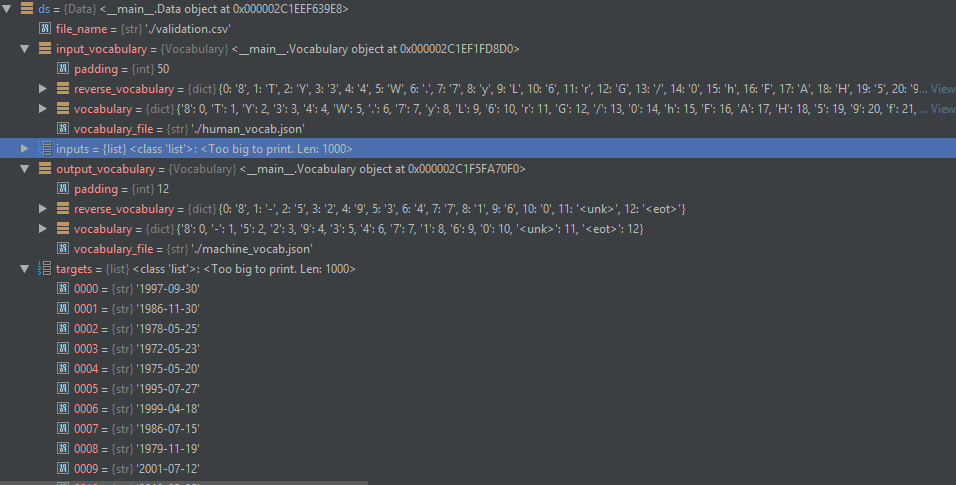 ds = {Data} <__main__.Data object at 0x000002C1EEF639E8>
file_name = {str} './validation.csv'
input_vocabulary = {Vocabulary} <__main__.Vocabulary object at 0x000002C1EF1FD8D0>
padding = {int} 50
reverse_vocabulary = {dict} {0: '8', 1: 'T', 2: 'Y', 3: '3', 4: '4', 5: 'W', 6: '.', 7: '7', 8: 'y', 9: 'L', 10: '6', 11: 'r', 12: 'G', 13: '/', 14: '0', 15: 'h', 16: 'F', 17: 'A', 18: 'H', 19: '5', 20: '9... View
vocabulary = {dict} {'8': 0, 'T': 1, 'Y': 2, '3': 3, '4': 4, 'W': 5, '.': 6, '7': 7, 'y': 8, 'L': 9, '6': 10, 'r': 11, 'G': 12, '/': 13, '0': 14, 'h': 15, 'F': 16, 'A': 17, 'H': 18, '5': 19, '9': 20, 'f': 21,... View
vocabulary_file = {str} './human_vocab.json'
inputs = {list} <class 'list'>: <Too big to print. Len: 1000>
output_vocabulary = {Vocabulary} <__main__.Vocabulary object at 0x000002C1F5FA70F0>
padding = {int} 12
reverse_vocabulary = {dict} {0: '8', 1: '-', 2: '5', 3: '2', 4: '9', 5: '3', 6: '4', 7: '7', 8: '1', 9: '6', 10: '0', 11: '<unk>', 12: '<eot>'}
vocabulary = {dict} {'8': 0, '-': 1, '5': 2, '2': 3, '9': 4, '3': 5, '4': 6, '7': 7, '1': 8, '6': 9, '0': 10, '<unk>': 11, '<eot>': 12}
vocabulary_file = {str} './machine_vocab.json'
targets = {list} <class 'list'>: <Too big to print. Len: 1000>
0000 = {str} '1997-09-30'
0001 = {str} '1986-11-30'
0002 = {str} '1978-05-25'
0003 = {str} '1972-05-23'
0004 = {str} '1975-05-20'
0005 = {str} '1995-07-27'
0006 = {str} '1999-04-18'
0007 = {str} '1986-07-15'
0008 = {str} '1979-11-19'
0009 = {str} '2001-07-12'